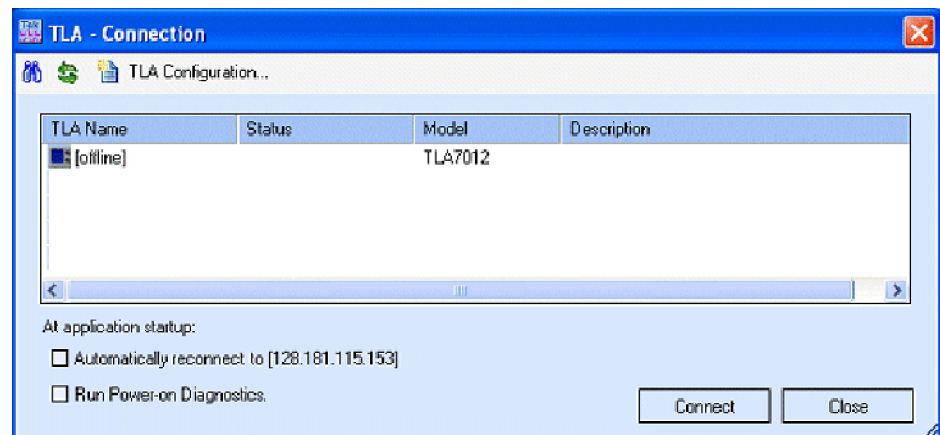 TLA - Connection
TLA Configuration...
TLA Name Status Model Description
[offline] TLA7012
At application startup:
Automatically reconnect to [128.181.115.153]
Run Power-on Diagnostics.
Connect Close